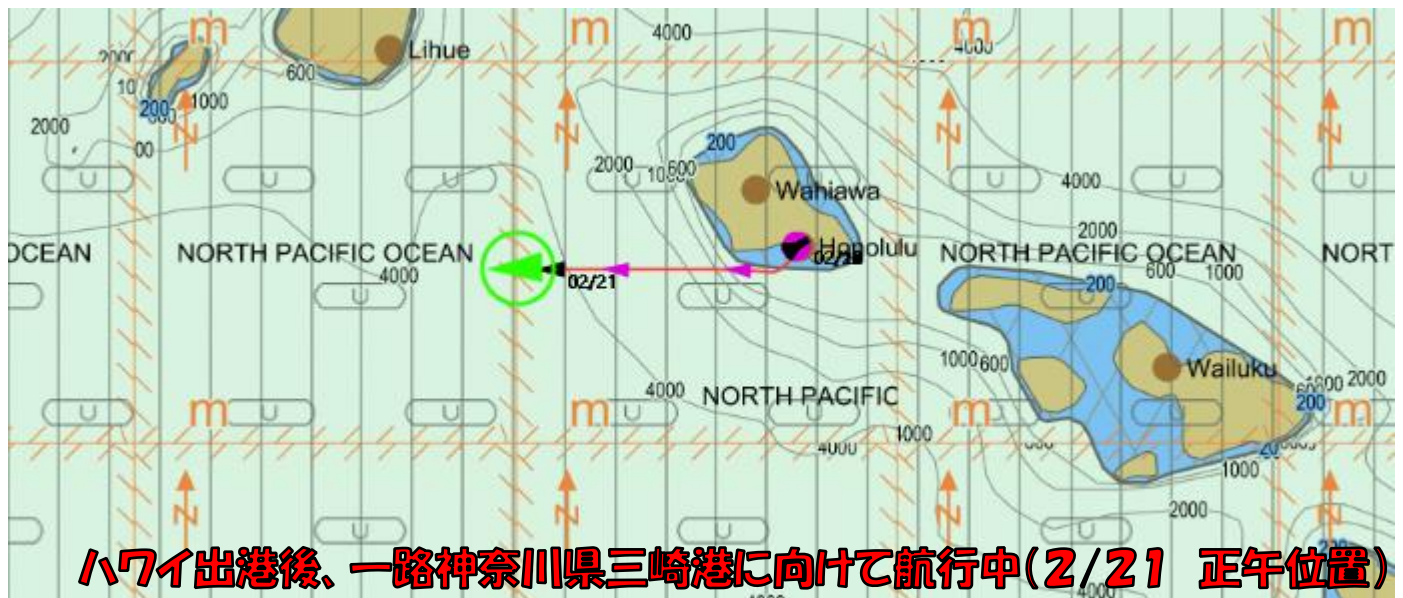 m
m
m
m
4000
4000
Lihue
600
2000
200
1000
2000
N
N
N
N
200
2000
600
Wahiawa
4000
U
U
U
U
U
2000
Honolulu
OCEAN
NORTH PACIFIC OCEAN
NORTH PACIFIC OCEAN
NORT
4000
600
1000
02/21
200
U
U
U
U
1000
600
Wailuku
4000
NORTH PACIFIC
2000
200
m
m
m
m
U
U
U
U
U
U
4000
1000
1000
N
N
N
N
2000
U
U
U
U
ハワイ出港後、一路神奈川県三崎港に向けて航行中(2/21 正午位置)
4000